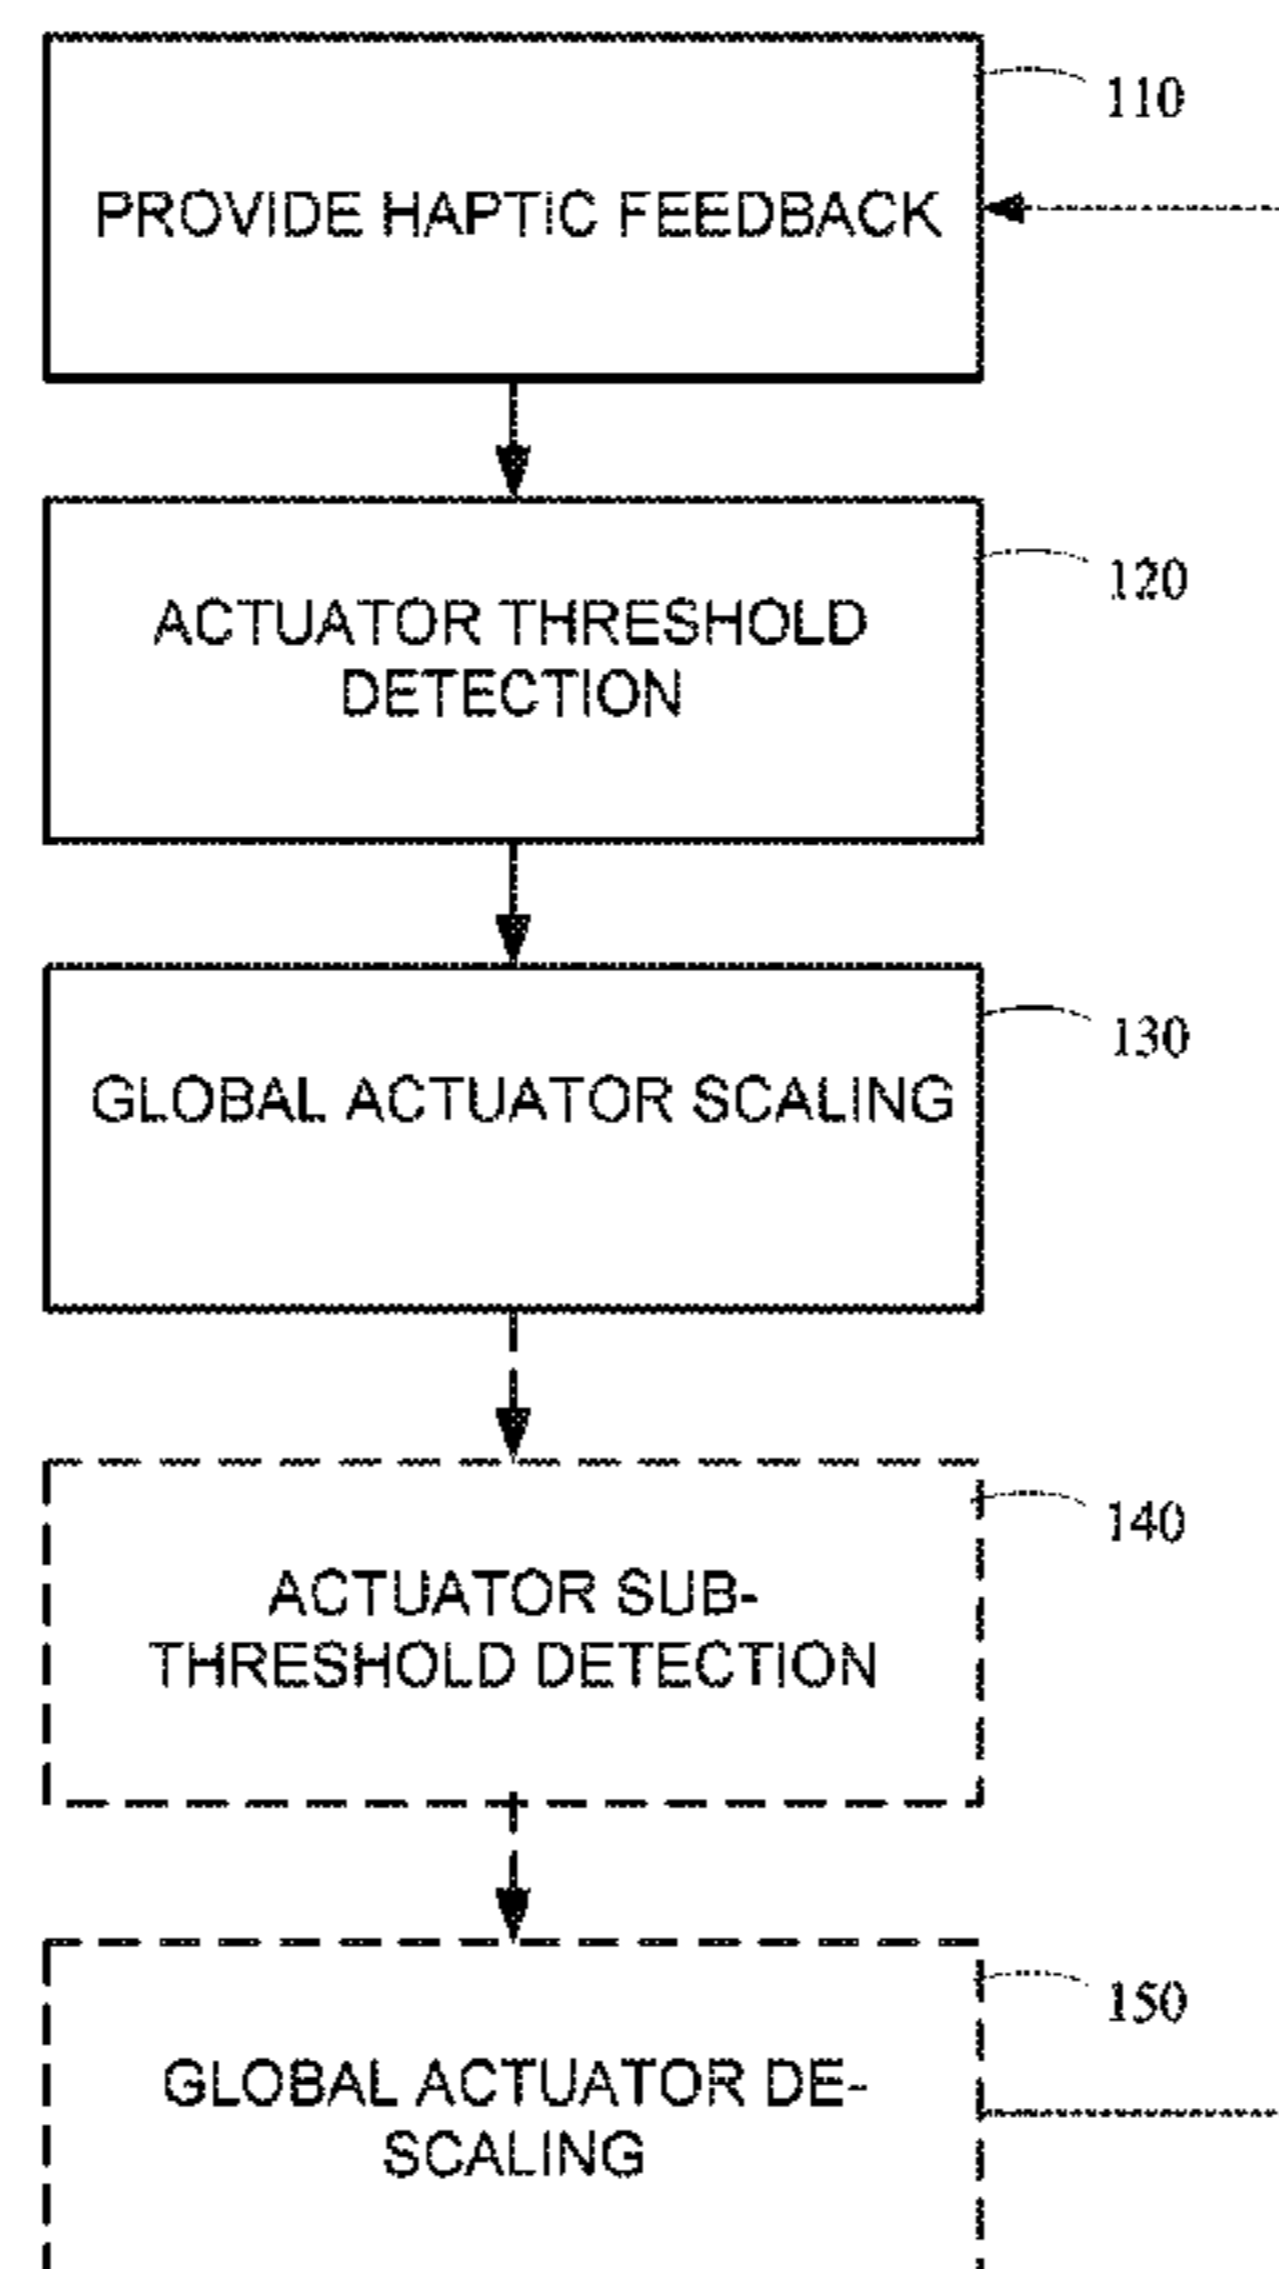 110
PROVIDE HAPTIC FEEDBACK
120
ACTUATOR THRESHOLD
DETECTION
130
GLOBAL ACTUATOR SCALING
140
ACTUATOR SUB-
THRESHOLD DETECTION
150
GLOBAL ACTUATOR DE-
SCALING